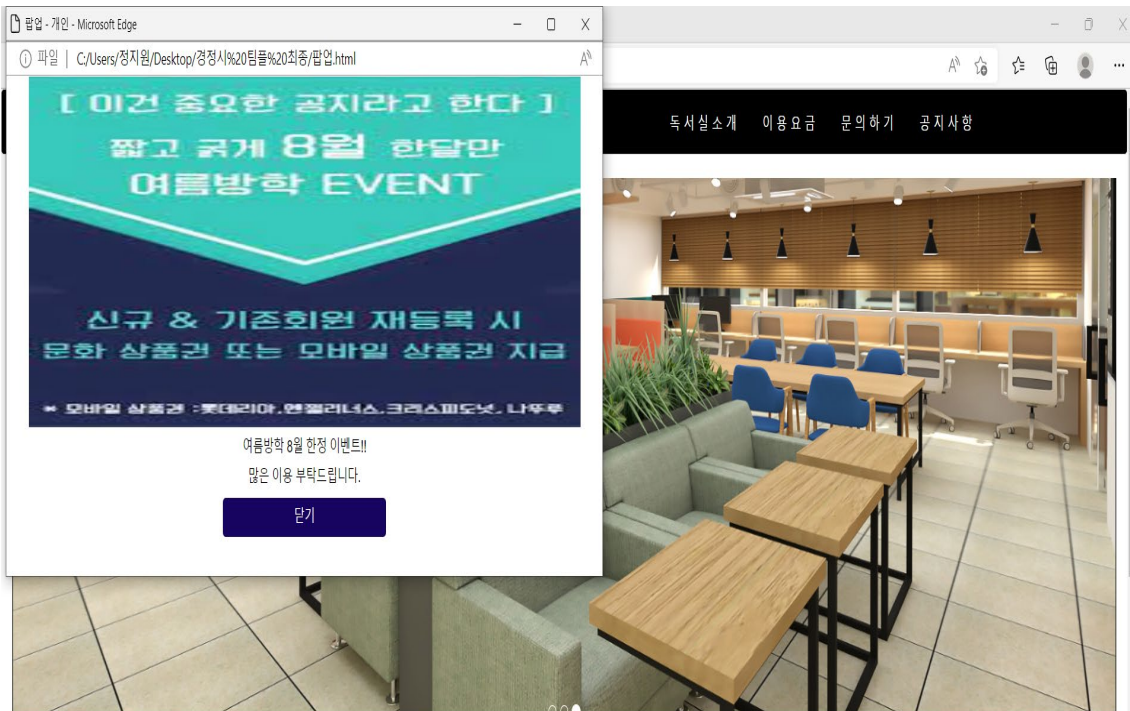 팝업 - 개인 - Microsoft Edge
파일 | C:/Users/정지원/Desktop/경정시%20팀플%20최종/팝업.html
독서실소개 이용요금 문의하기 공지사항
[ 이건 중요한 공지라고 한다 ]
짧고 굵게 8월 한달만
여름방학 EVENT
신규 & 기존회원 재등록 시
문화 상품권 또는 모바일 상품권 지급
* 모바일 상품권 :롯데리아,엔젤리너스,크리스피도넛, 나뚜루
여름방학 8월 한정 이벤트!!
많은 이용 부탁드립니다.
닫기